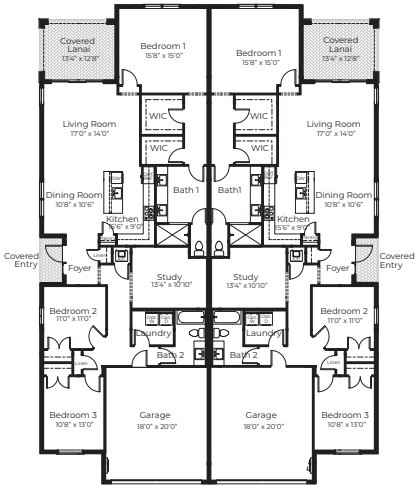 Covered
Lanai
13'4" x 12'8"
Bedroom 1
15'8" x 15'0"
Bedroom 1
15'8" x 15'0"
Covered
Lanai
13'4" x 12'8"
Living Room
17'0" x 14'0"
WIC
WIC
Living Room
17'0" x 14'0"
WIC
WIC
DW
DW
Dining Room
10'8" x 10'6"
Bath 1
Bath1
Dining Room
10'8" x 10'6"
Kitchen
15'6" x 9'0"
Kitchen
15'6" x 9'0"
Covered
Entry
Linen
Foyer
Study
13'4" x 10'10"
Study
13'4" x 10'10"
Foyer
Covered
Entry
Bedroom 2
11'0" x 11'0"
Laundry
Laundry
Bedroom 2
11'0" x 11'0"
Linen
Bath 2
Bath 2
Linen
Bedroom 3
10'8" x 13'0"
Garage
18'0" x 20'0"
Garage
18'0" x 20'0"
Bedroom 3
10'8" x 13'0"